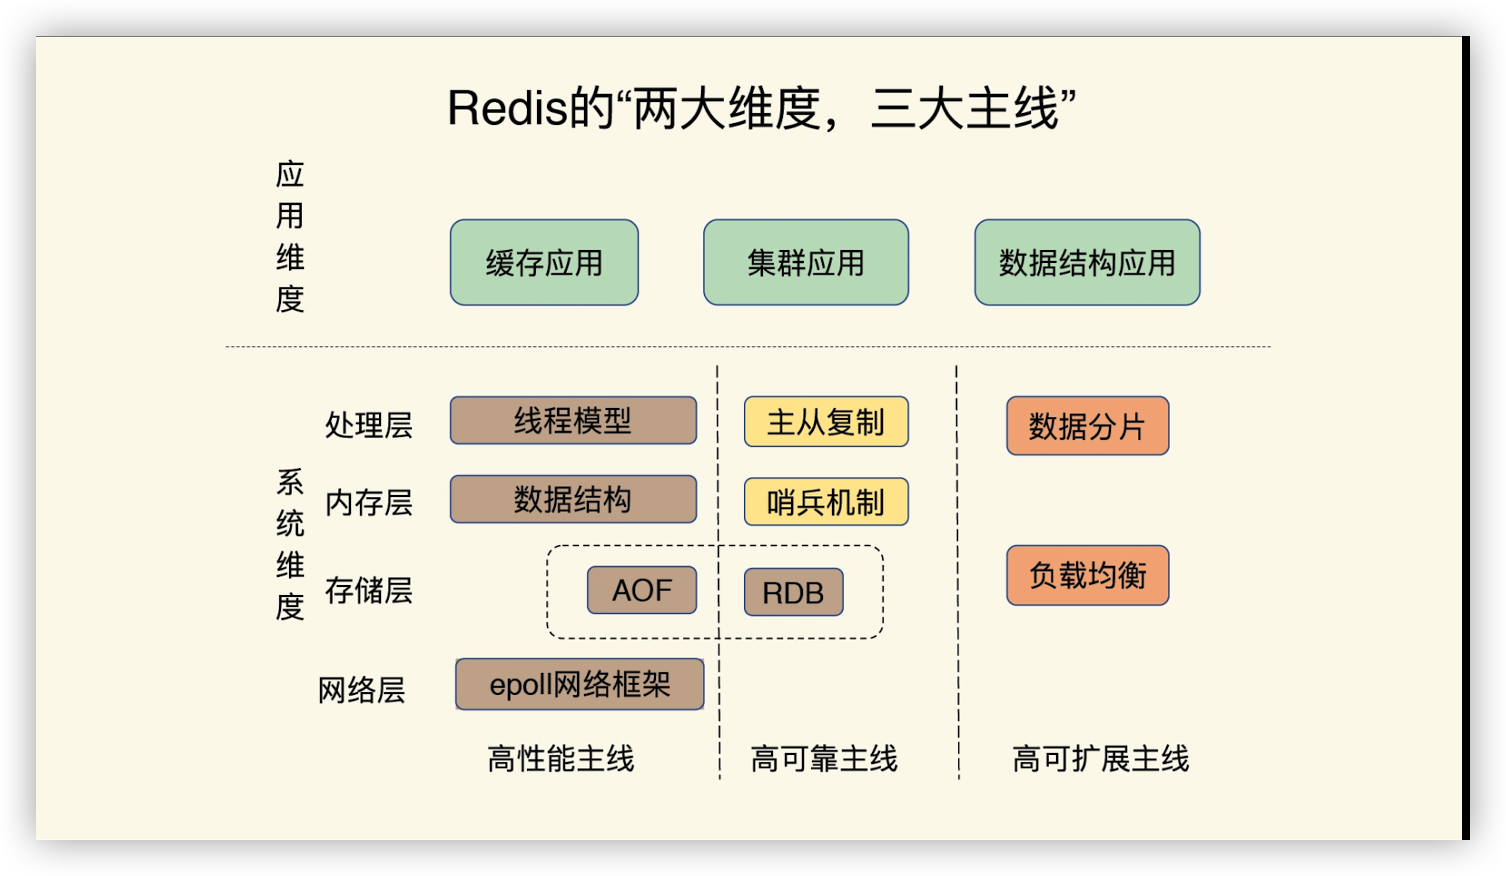 Redis的“两大维度，三大主线”
应用维度
缓存应用
集群应用
数据结构应用
系统维度
处理层
线程模型
主从复制
数据分片
内存层
数据结构
哨兵机制
存储层
AOF
RDB
负载均衡
网络层
epoll网络框架
高性能主线
高可靠主线
高可扩展主线